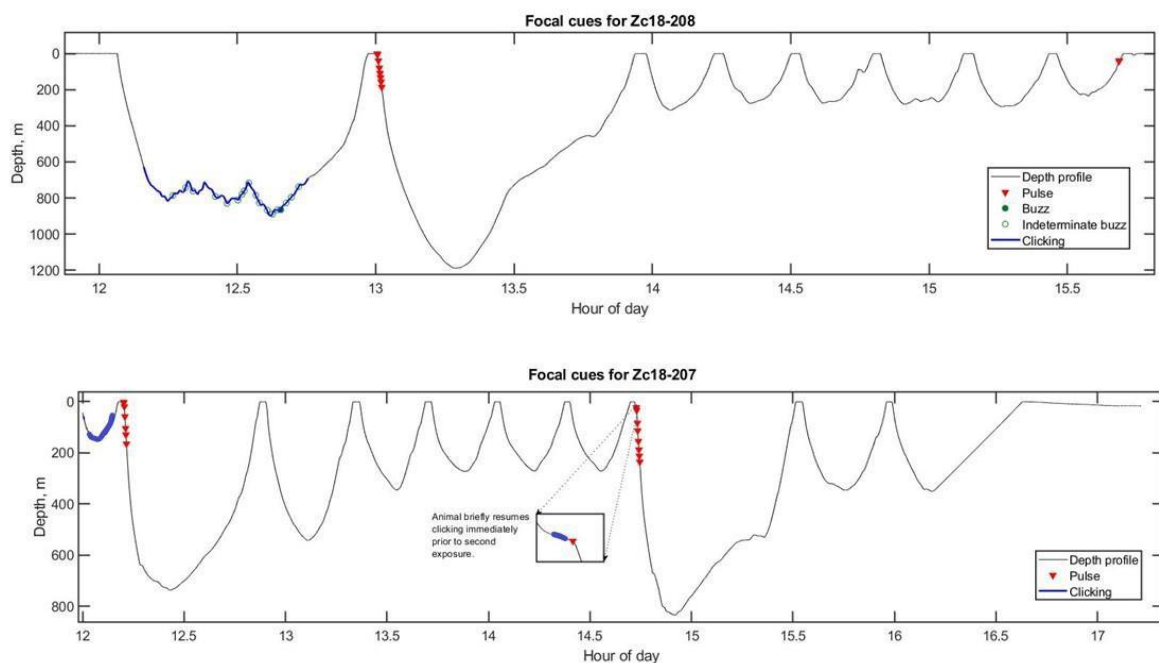 Focal cues for Zc18-208
0
200
400
600
800
1000
1200
Depth, m
Depth profile
Pulse
Buzz
Indeterminate buzz
Clicking
12 12.5 13 13.5 14 14.5 15 15.5
Hour of day
Focal cues for Zc18-207
0
200
400
600
800
Depth, m
Animal briefly resumes
clicking immediately
prior to second
exposure.
Depth profile
Pulse
Clicking
12 12.5 13 13.5 14 14.5 15 15.5 16 16.5 17
Hour of day